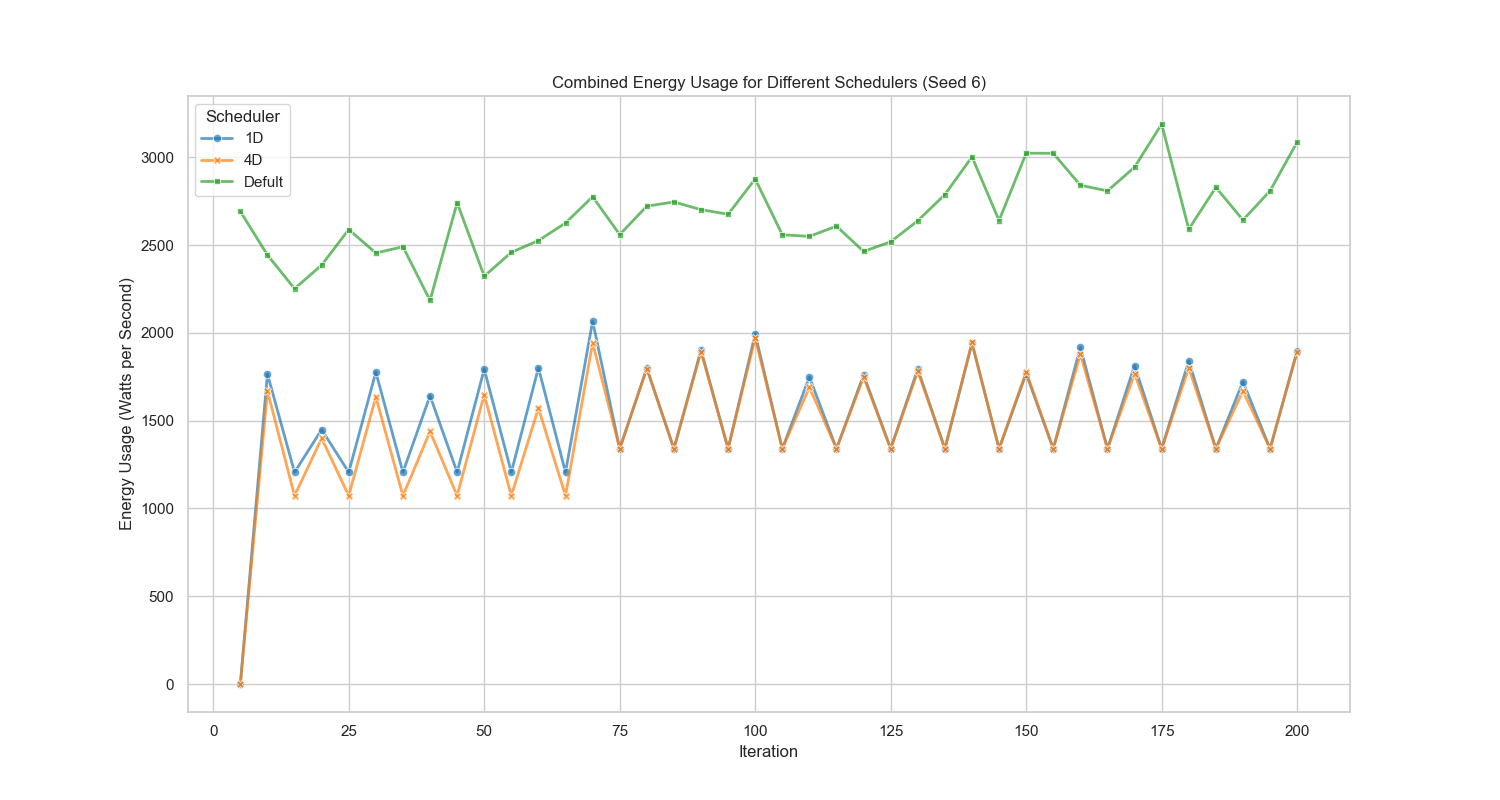 Combined Energy Usage for Different Schedulers (Seed 6)
Scheduler
1D
4D
Defult
3000
2500
2000
1500
1000
500
0
Energy Usage (Watts per Second)
0 25 50 75 100 125 150 175 200
Iteration